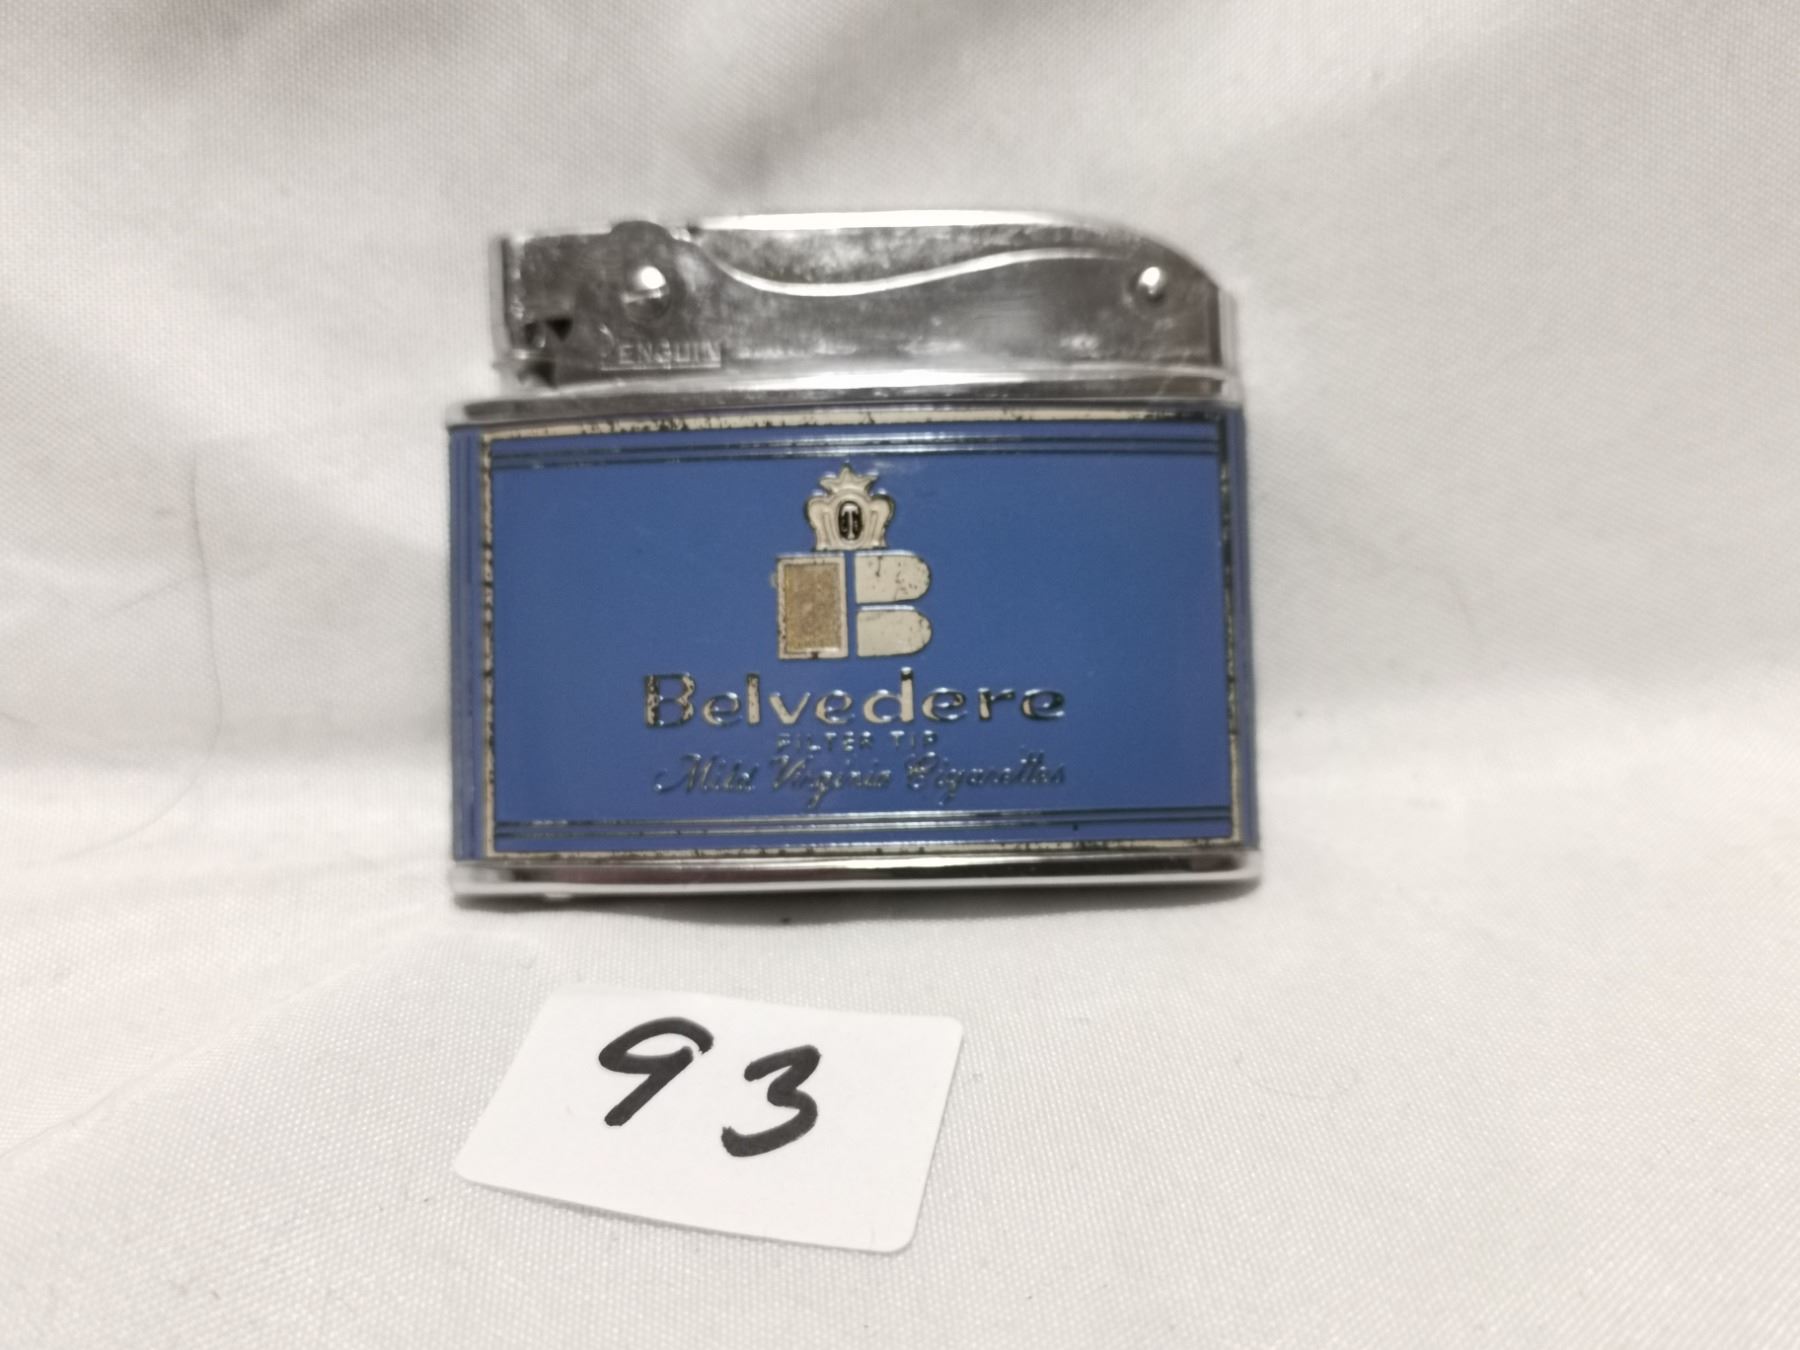 PENGUIN
B
Belvedere
FILTER TIP
Mild Virginia Cigarettes
93